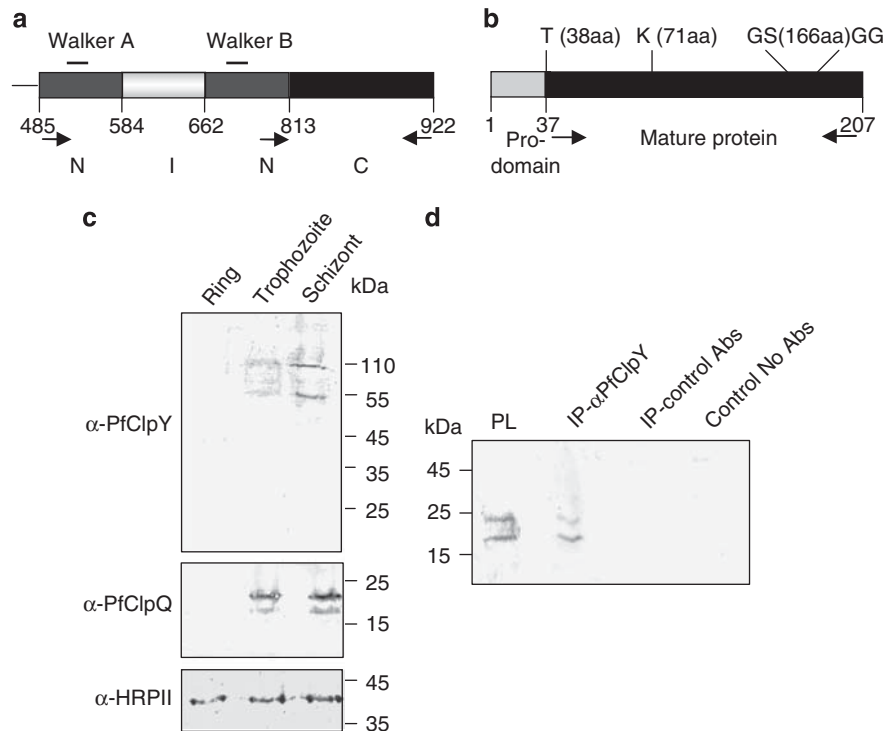 a
Walker A
Walker B
485
584
662
813
922
N
I
N
C
b
T (38aa)
K (71aa)
GS(166aa)GG
1
37
207
Pro-
domain
Mature protein
c
Ring
Trophozoite
Schizont
kDa
110
55
45
35
25
α-PfClpY
α-PfClpQ
25
15
α-HRPII
45
35
d
PL
IP-αPfClpY
IP-control Abs
Control No Abs
kDa
45
25
15